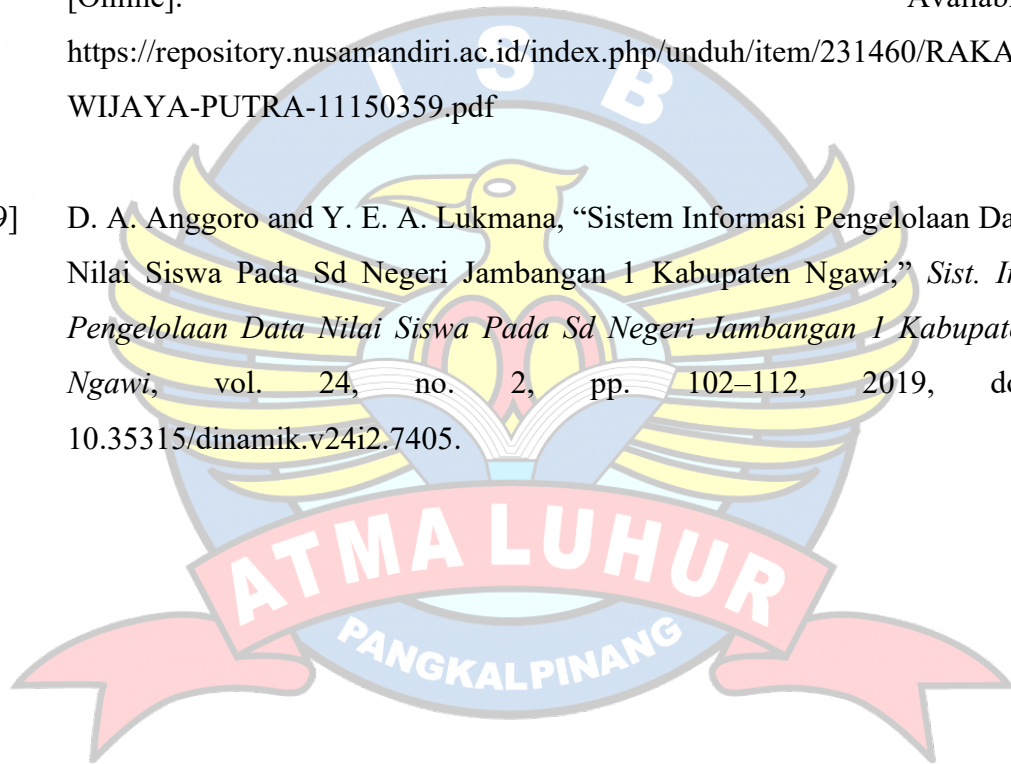 [Online].
https://repository.nusamandiri.ac.id/index.php/unduh/item/231460/RAKA
WIJAYA-PUTRA-11150359.pdf
9] D. A. Anggoro and Y. E. A. Lukmana, “Sistem Informasi Pengelolaan Da
Nilai Siswa Pada Sd Negeri Jambangan 1 Kabupaten Ngawi,” Sist. In
Pengelolaan Data Nilai Siswa Pada Sd Negeri Jambangan 1 Kabupat
Ngawi, vol. 24, no. 2, pp. 102–112, 2019, do
10.35315/dinamik.v24i2.7405.
I S B
ATMA LUHUR
PANGKALPINANG